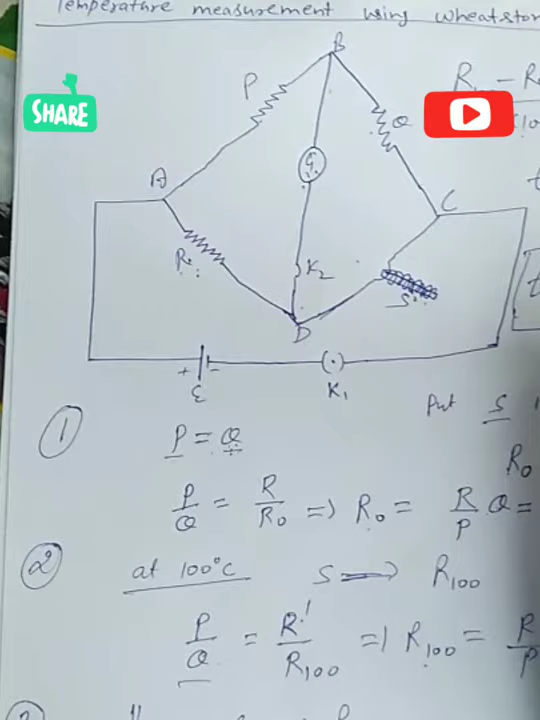 Temperature measurement using wheatston
B
P
Q
SHARE
G
A
C
R
K₂
S
D
+ -
ε
K₁
① P = Q
Put S
R₀
P/Q = R/R₀ => R₀ = R/P Q =
② at 100°C S → R₁₀₀
P/Q = R'/R₁₀₀ => R₁₀₀ = R/P